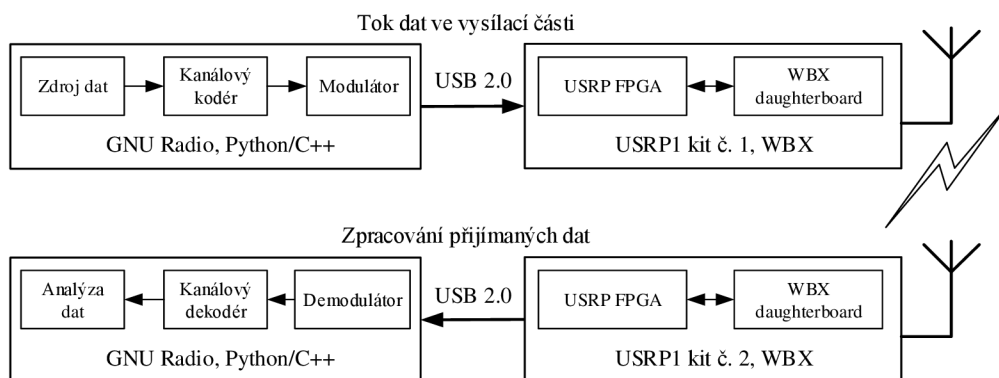 Tok dat ve vysílací části
Zdroj dat
Kanálový
kodér
Modulátor
GNU Radio, Python/C++
USB 2.0
USRP FPGA
WBX
daughterboard
USRP1 kit č. 1, WBX
Zpracování přijímaných dat
Analýza
dat
Kanálový
dekodér
Demodulátor
GNU Radio, Python/C++
USB 2.0
USRP FPGA
WBX
daughterboard
USRP1 kit č. 2, WBX